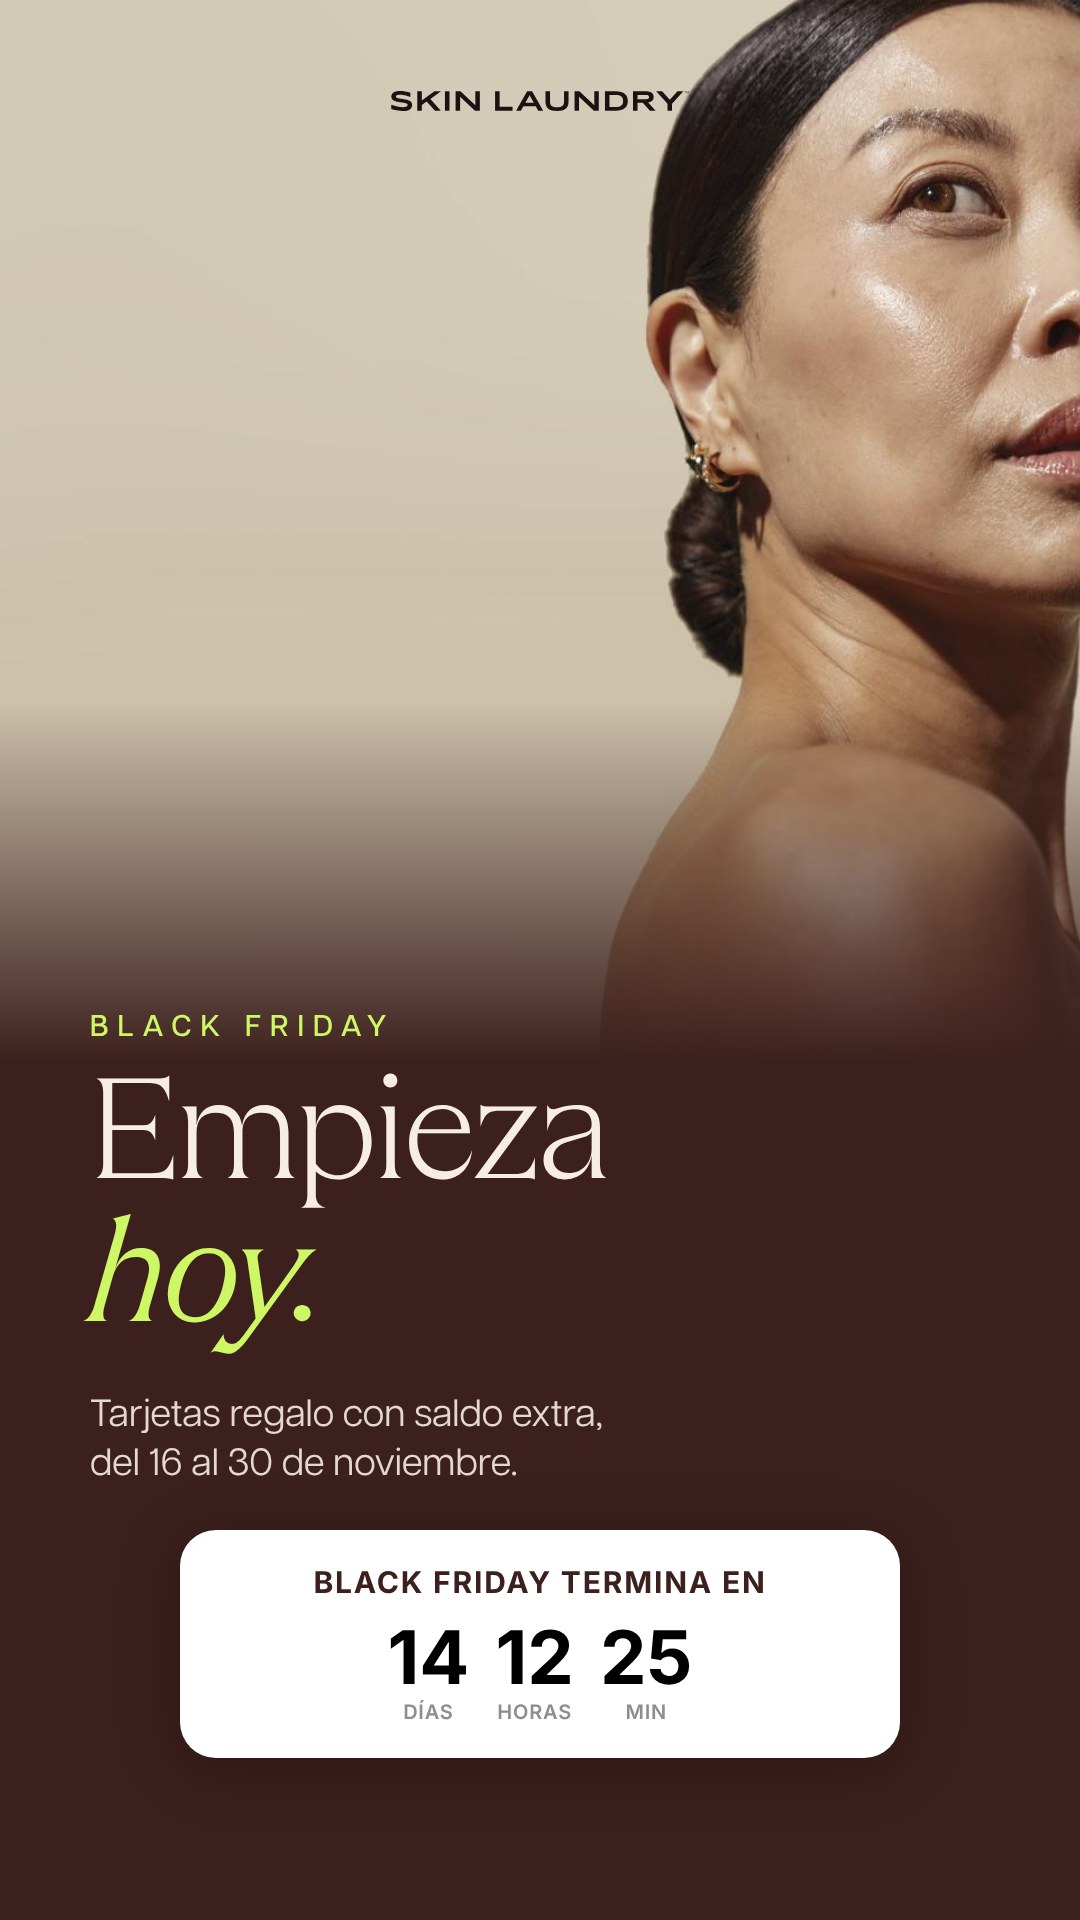 SKIN LAUNDRY
BLACK FRIDAY
Empieza
hoy.
Tarjetas regalo con saldo extra,
del 16 al 30 de noviembre.
BLACK FRIDAY TERMINA EN
14 12 25
DÍAS HORAS MIN